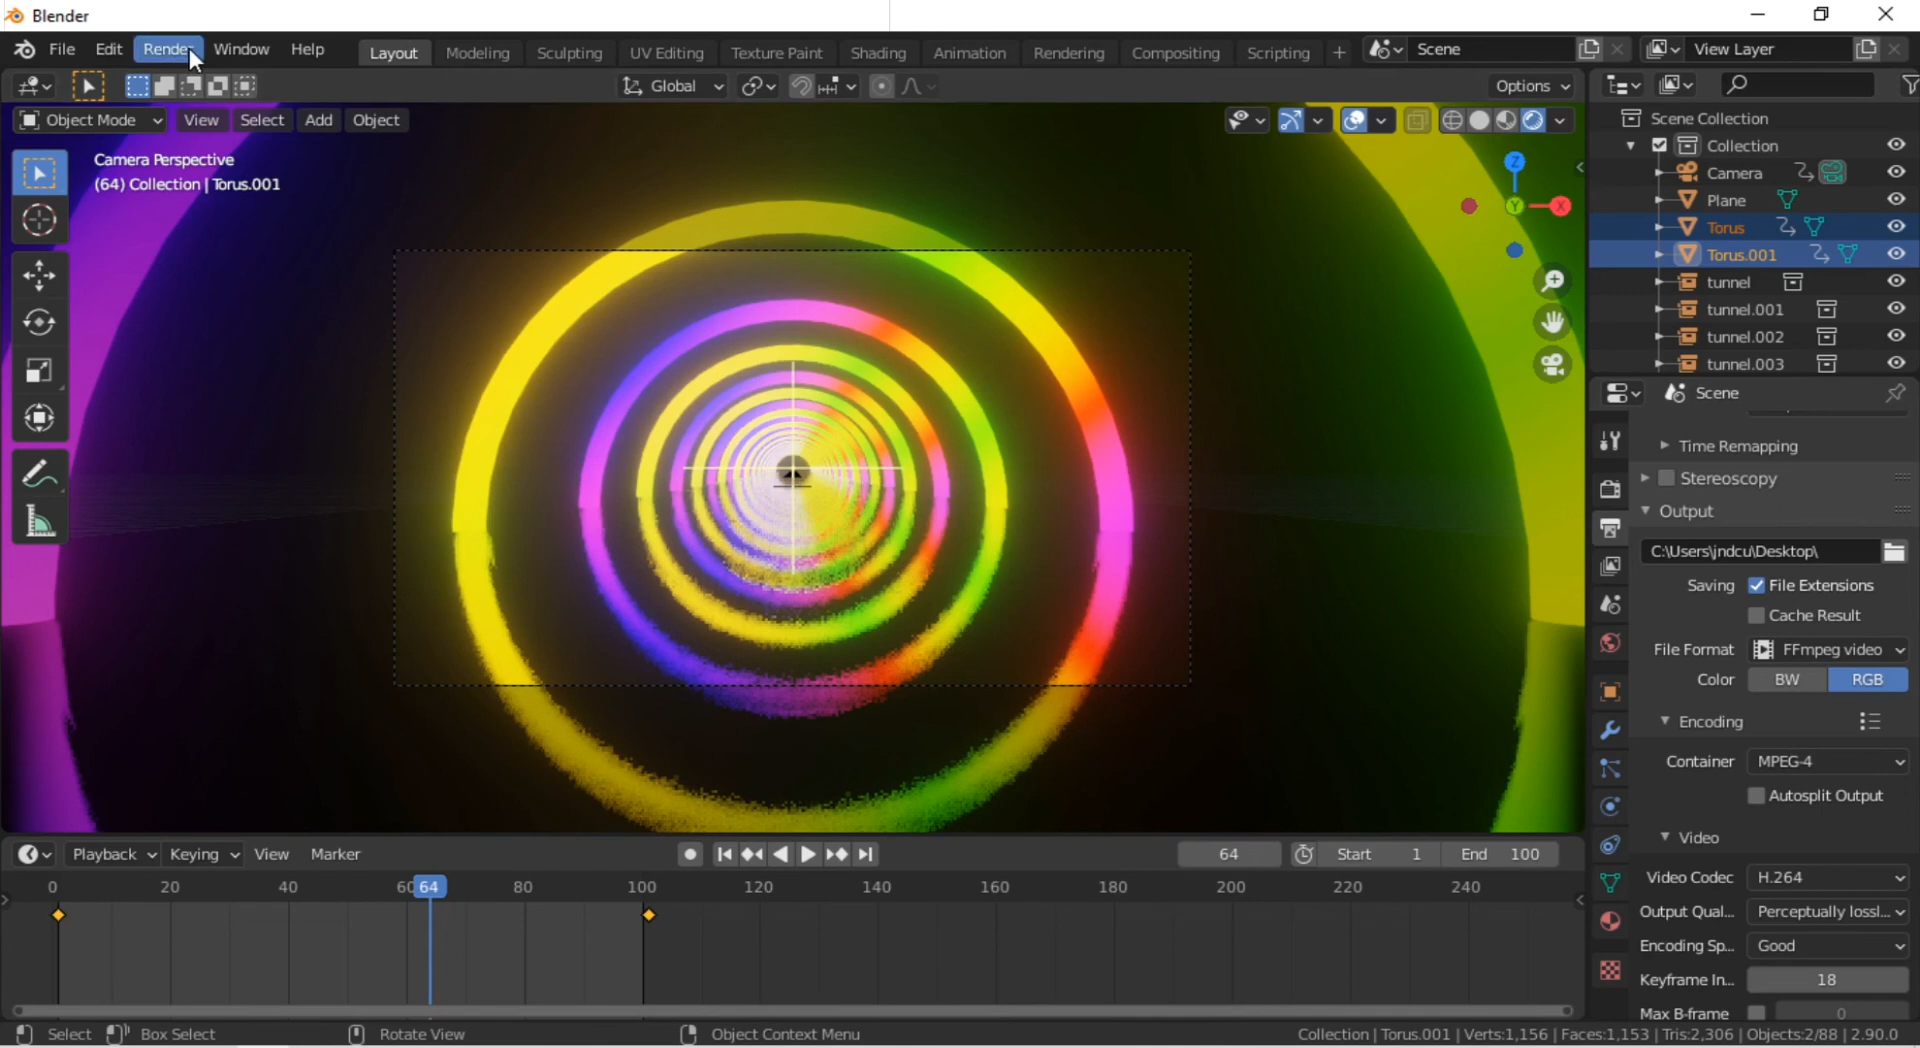 Blender
File Edit Render Window Help Layout Modeling Sculpting UV Editing Texture Paint Shading Animation Rendering Compositing Scripting + Scene View Layer
Global Options
Object Mode View Select Add Object
Camera Perspective
(64) Collection | Torus.001
Z
Y X
Scene Collection
Collection
Camera
Plane
Torus
Torus.001
tunnel
tunnel.001
tunnel.002
tunnel.003
Scene
Time Remapping
Stereoscopy
Output
C:\Users\jndcu\Desktop\
Saving File Extensions
Cache Result
File Format FFmpeg video
Color BW RGB
Encoding
Container MPEG-4
Autosplit Output
Video
Video Codec H.264
Output Qual... Perceptually lossl...
Encoding Sp... Good
Keyframe In... 18
Max B-frame 0
Playback Keying View Marker 64 Start 1 End 100
0 20 40 60 64 80 100 120 140 160 180 200 220 240
Select Box Select Rotate View Object Context Menu Collection | Torus.001 | Verts:1,156 | Faces:1,153 | Tris:2,306 | Objects:2/88 | 2.90.0